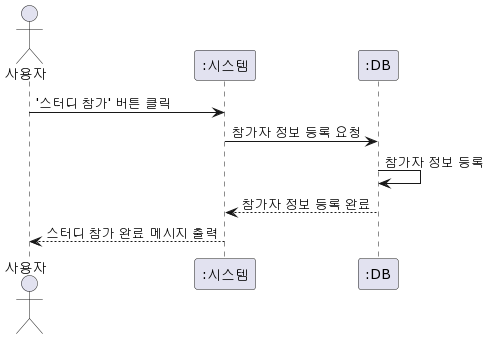 사용자
:시스템
:DB
'스터디 참가' 버튼 클릭
참가자 정보 등록 요청
참가자 정보 등록
참가자 정보 등록 완료
스터디 참가 완료 메시지 출력
사용자
:시스템
:DB